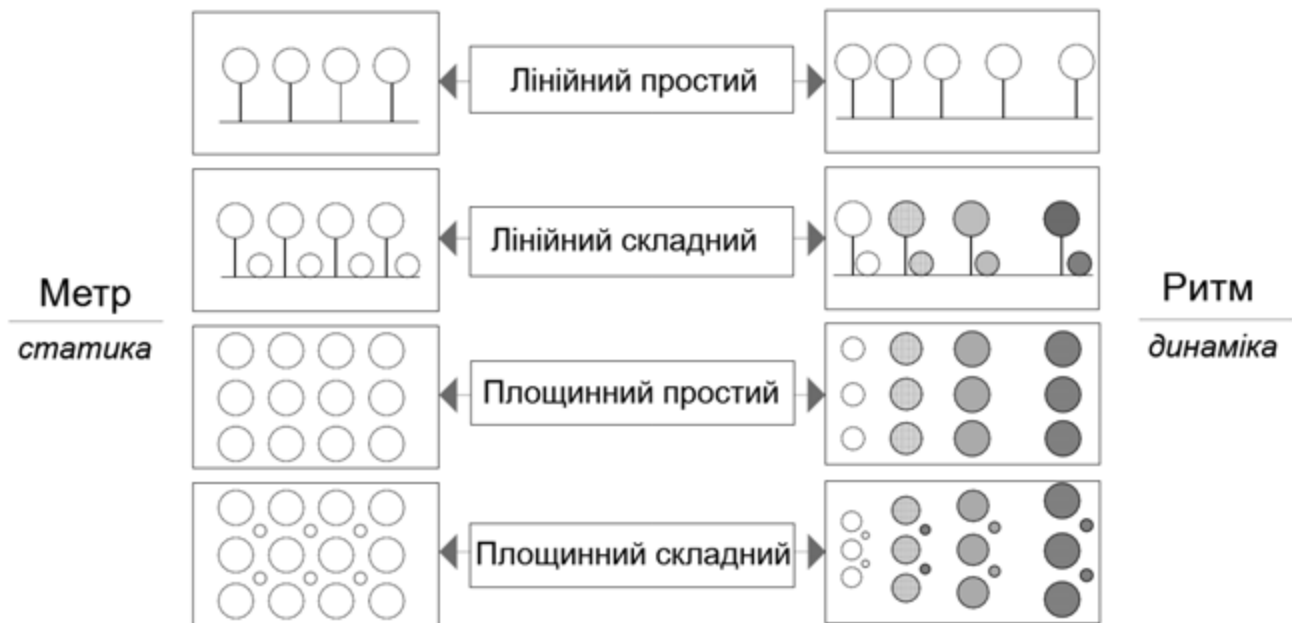 Лінійний простий
Лінійний складний
Метр
статика
Ритм
динаміка
Площинний простий
Площинний складний